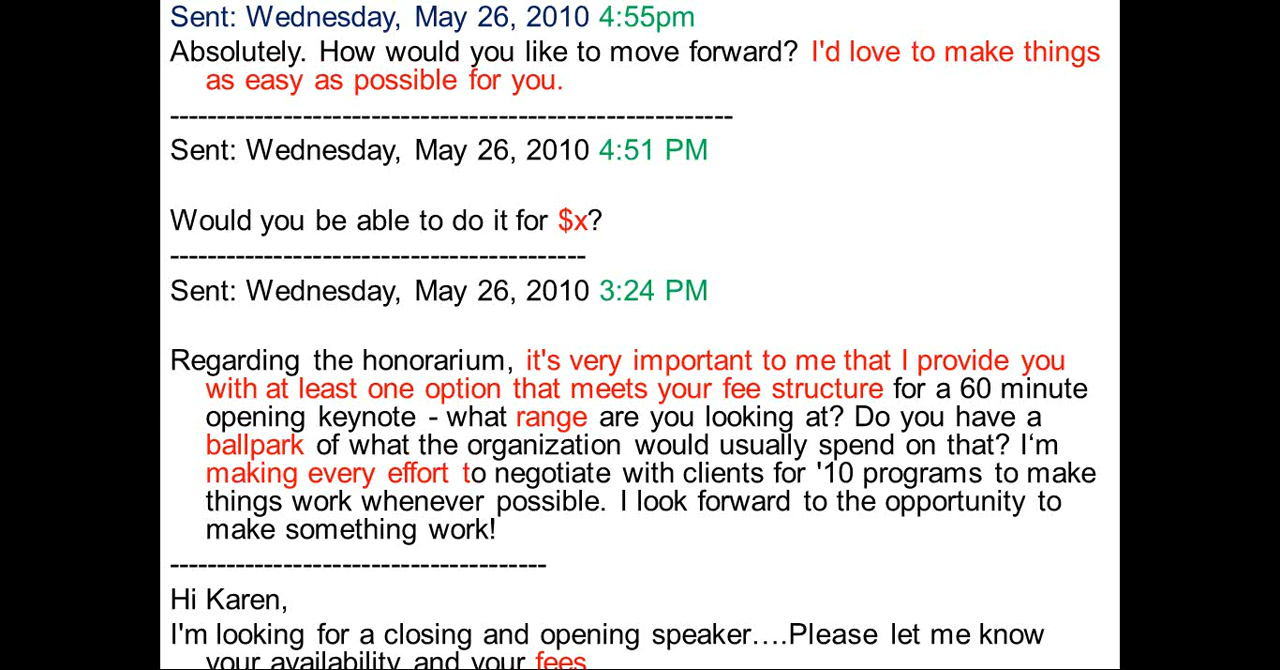 Sent: Wednesday, May 26, 2010 4:55pm
Absolutely. How would you like to move forward? I'd love to make things
as easy as possible for you.
------------------------------------------------------------
Sent: Wednesday, May 26, 2010 4:51 PM
Would you be able to do it for $x?
--------------------------------------------
Sent: Wednesday, May 26, 2010 3:24 PM
Regarding the honorarium, it's very important to me that I provide you
with at least one option that meets your fee structure for a 60 minute
opening keynote - what range are you looking at? Do you have a
ballpark of what the organization would usually spend on that? I‘m
making every effort to negotiate with clients for '10 programs to make
things work whenever possible. I look forward to the opportunity to
make something work!
----------------------------------------
Hi Karen,
I'm looking for a closing and opening speaker….Please let me know
your availability and your fees